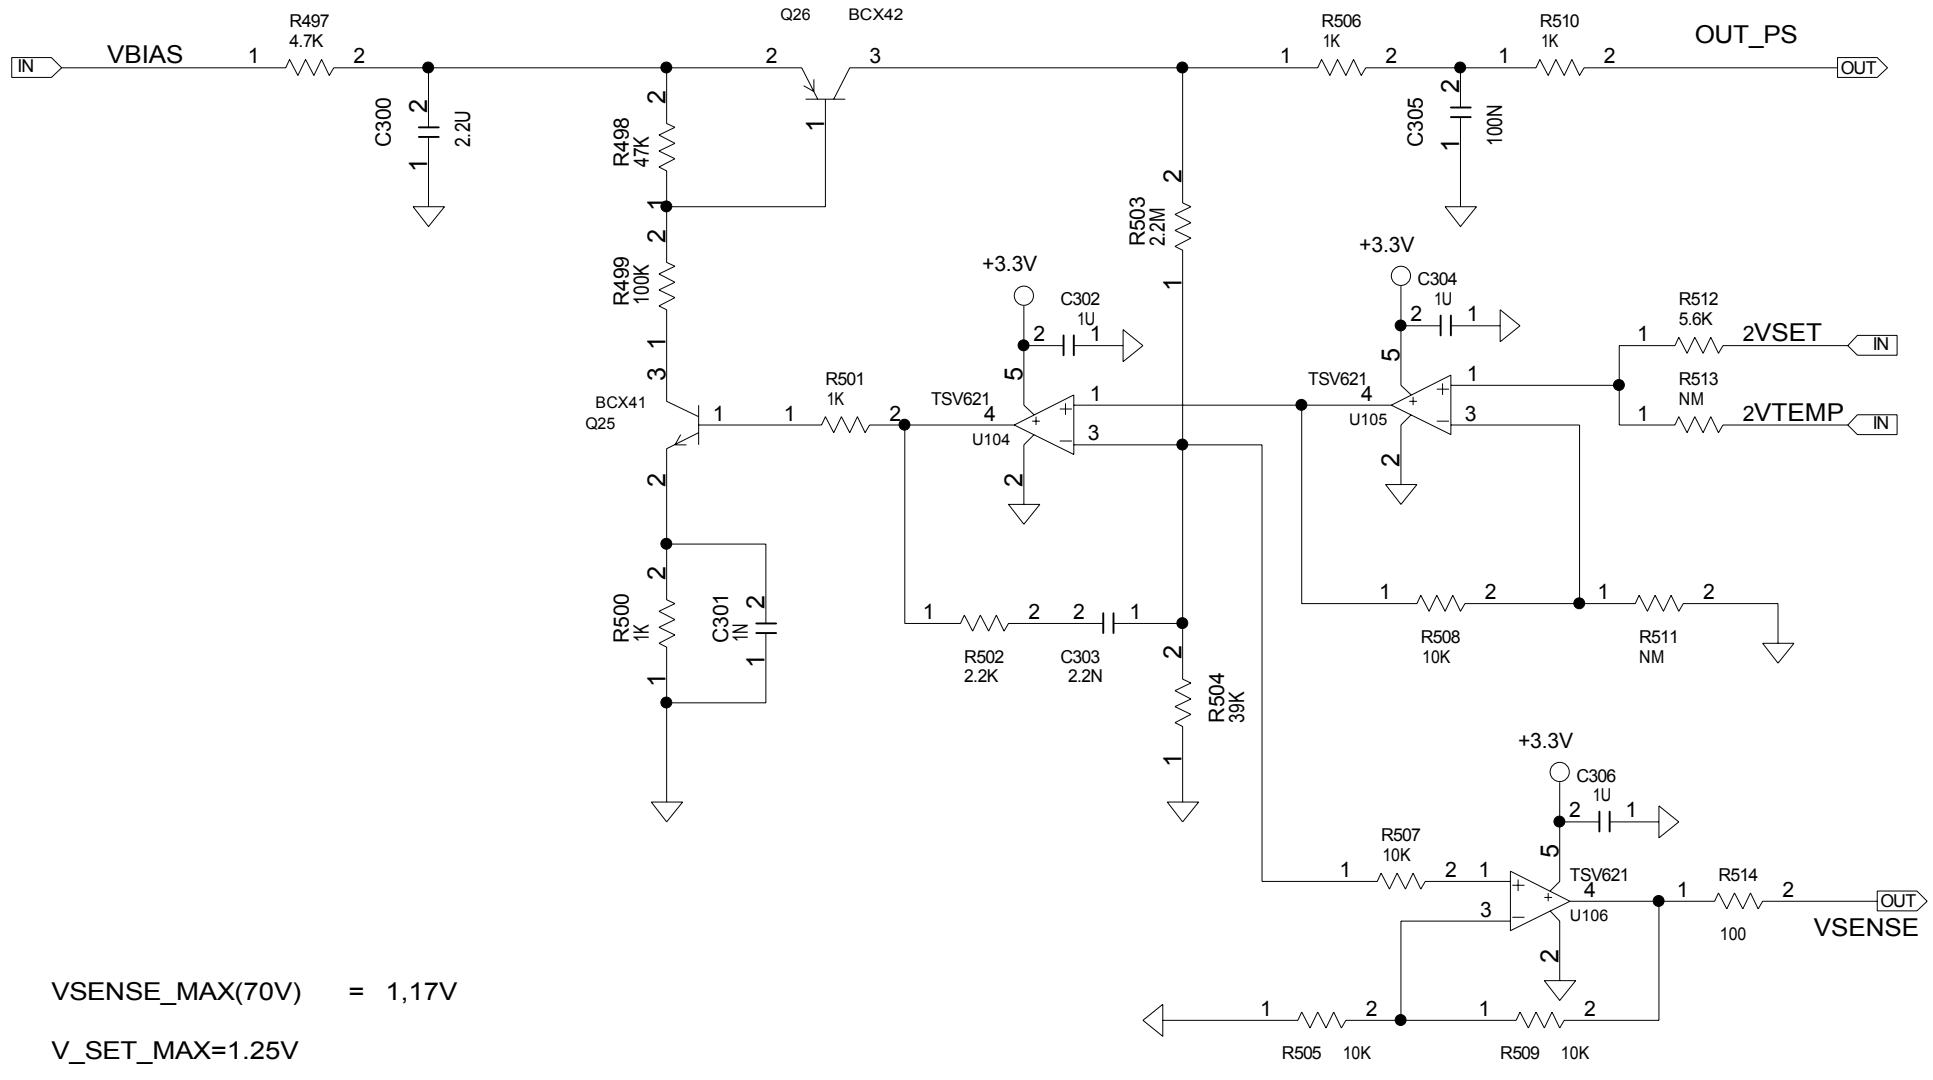 Q26 BCX42
R497
4.7K
R506
1K
R510
1K
OUT_PS
IN VBIAS 1 2 2 3 1 2 1 2 OUT
C300 2 1 2.2U
2 R498 47K 1
1
C305 2 1 100N
2 R503 2.2M 1
2 R499 100K 1
+3.3V
C302
1U
2 1
5
+3.3V
C304
1U
2 1
5
R512
5.6K
1 2 VSET IN
R513
NM
1 2 VTEMP IN
3
BCX41
Q25
1
2
R501
1K
1 2
TSV621
4
U104
+
−
+
1
3
2
TSV621
4
U105
+
−
+
1
3
2
2 R500 1K 1
C301 1N 2 1
1 2 2 1
R502
2.2K
C303
2.2N
2 R504 39K 1
1 2 1 2
R508
10K
R511
NM
+3.3V
C306
1U
2 1
5
R507
10K
1 2 1
+
−
+
3
TSV621
4
U106
2
R514
1 2
100
OUT
VSENSE
1 2 1 2
R505 10K R509 10K
VSENSE_MAX(70V) = 1,17V
V_SET_MAX=1.25V